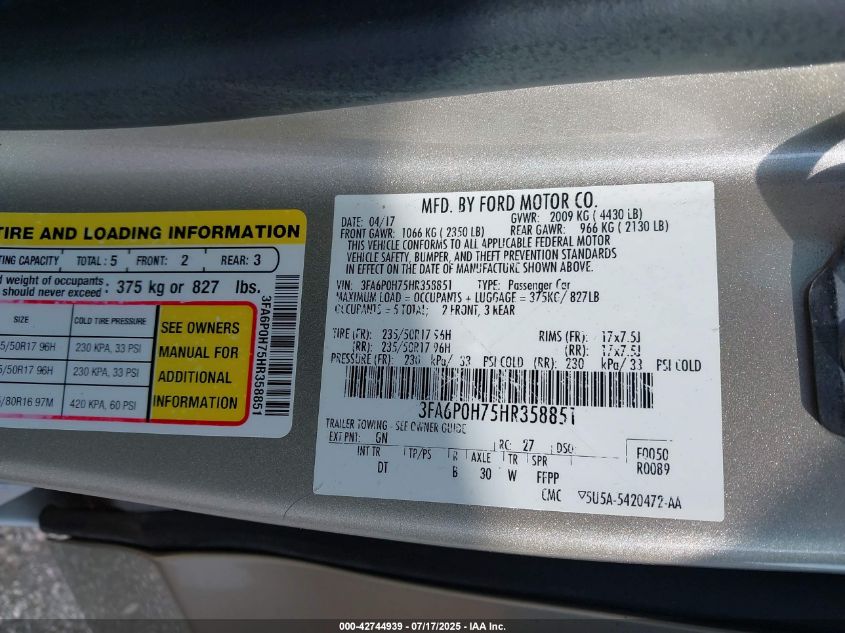 TIRE AND LOADING INFORMATION
TING CAPACITY TOTAL: 5 FRONT: 2 REAR: 3
d weight of occupants
should never exceed: 375 kg or 827 lbs.
SIZE COLD TIRE PRESSURE
5/50R17 96H 230 KPA, 33 PSI
5/50R17 96H 230 KPA, 33 PSI
5/80R16 97M 420 KPA, 60 PSI
SEE OWNERS
MANUAL FOR
ADDITIONAL
INFORMATION
3FA6P0H75HR358851
MFD. BY FORD MOTOR CO.
DATE: 04/17 GVWR: 2009 KG ( 4430 LB)
FRONT GAWR: 1066 KG ( 2350 LB) REAR GAWR: 966 KG ( 2130 LB)
THIS VEHICLE CONFORMS TO ALL APPLICABLE FEDERAL MOTOR
VEHICLE SAFETY, BUMPER, AND THEFT PREVENTION STANDARDS
IN EFFECT ON THE DATE OF MANUFACTURE SHOWN ABOVE.
VIN: 3FA6P0H75HR358851 TYPE: Passenger Car
MAXIMUM LOAD = OCCUPANTS + LUGGAGE = 375KG/827LB
OCCUPANTS = 5 TOTAL: 2 FRONT, 3 REAR
TIRE (FR): 235/50R17 96H RIMS (FR): 17x7.5J
(RR): 235/50R17 96H (RR): 17x7.5J
PRESSURE (FR): 230 kPa/ 33 PSI COLD (RR): 230 kPa/ 33 PSI COLD
3FA6P0H75HR358851
TRAILER TOWING - SEE OWNER GUIDE
EXT PNT: GN RC: 27 DSO: F0050
INT TR TP/PS R AXLE TR SPR R0089
DT B 30 W FFPP
CMC 5U5A-5420472-AA
000-42744939 / 07/17/2025 - IAA Inc.